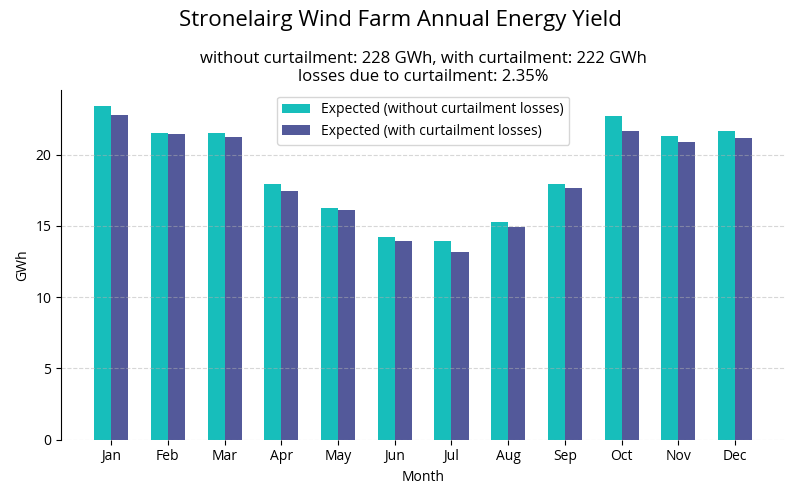 Stronelairg Wind Farm Annual Energy Yield
without curtailment: 228 GWh, with curtailment: 222 GWh
losses due to curtailment: 2.35%
Expected (without curtailment losses)
Expected (with curtailment losses)
GWh
20
15
10
5
0
Jan Feb Mar Apr May Jun Jul Aug Sep Oct Nov Dec
Month